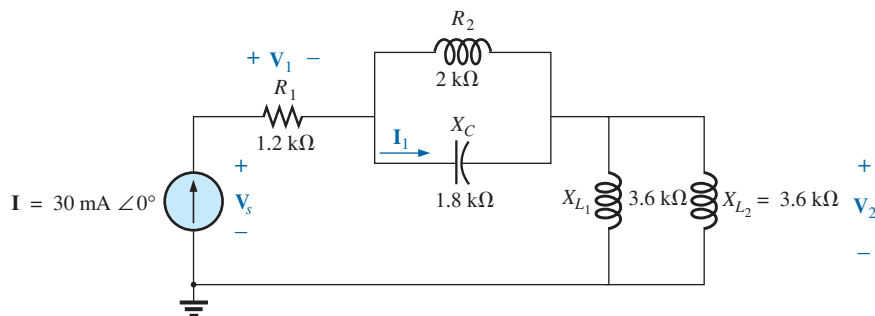 R2
2 kΩ
+ V1 −
R1
1.2 kΩ
I1
XC
1.8 kΩ
I = 30 mA ∠0°
+
Vs
−
XL1
3.6 kΩ
XL2 = 3.6 kΩ
+
V2
−